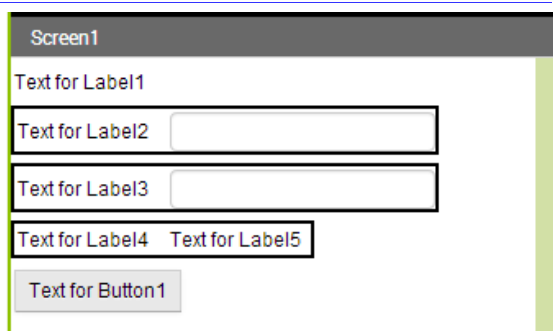 Screen1
Text for Label1
Text for Label2
Text for Label3
Text for Label4 Text for Label5
Text for Button1